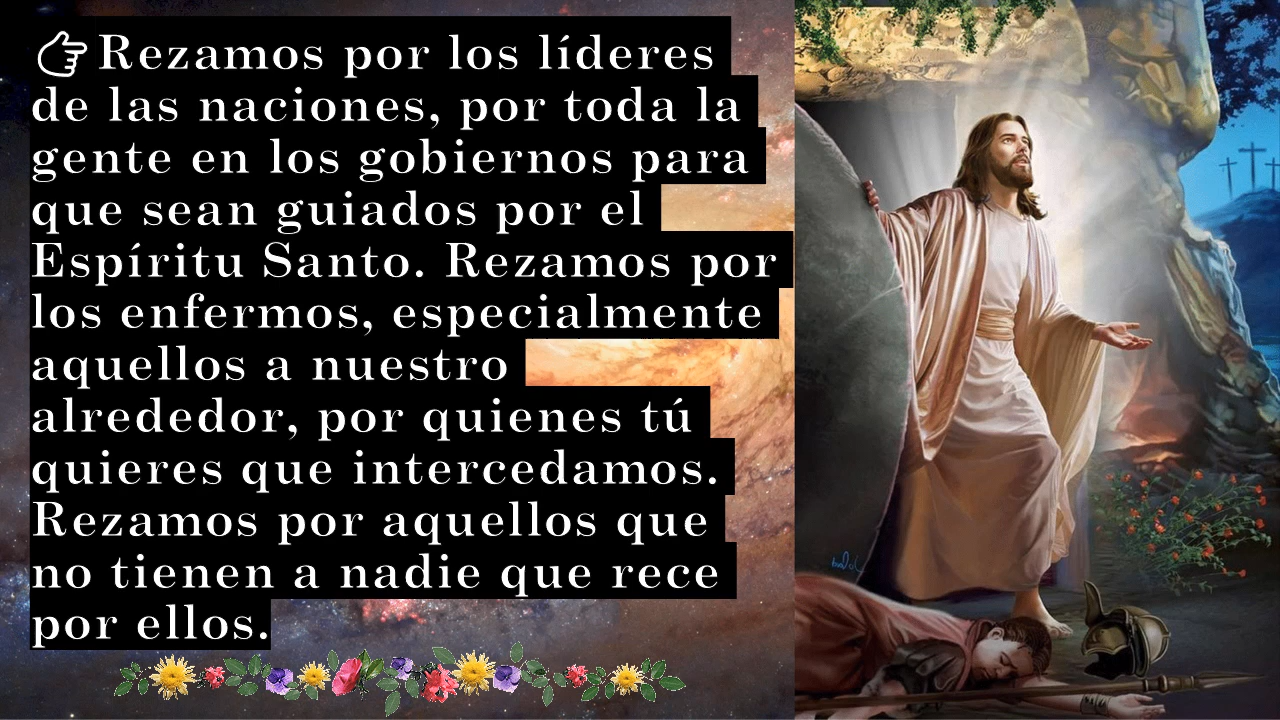 👉Rezamos por los líderes
de las naciones, por toda la
gente en los gobiernos para
que sean guiados por el
Espíritu Santo. Rezamos por
los enfermos, especialmente
aquellos a nuestro
alrededor, por quienes tú
quieres que intercedamos.
Rezamos por aquellos que
no tienen a nadie que rece
por ellos.